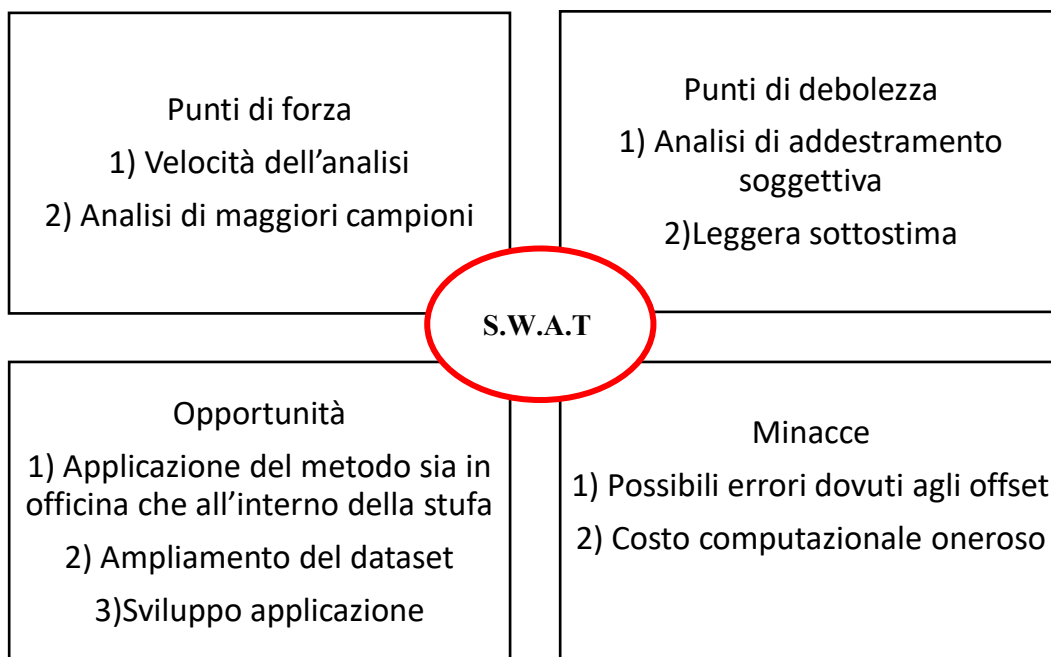 Punti di forza
1) Velocità dell'analisi
2) Analisi di maggiori campioni
Punti di debolezza
1) Analisi di addestramento
soggettiva
2)Leggera sottostima
S.W.A.T
Opportunità
1) Applicazione del metodo sia in
officina che all'interno della stufa
2) Ampliamento del dataset
3)Sviluppo applicazione
Minacce
1) Possibili errori dovuti agli offset
2) Costo computazionale oneroso